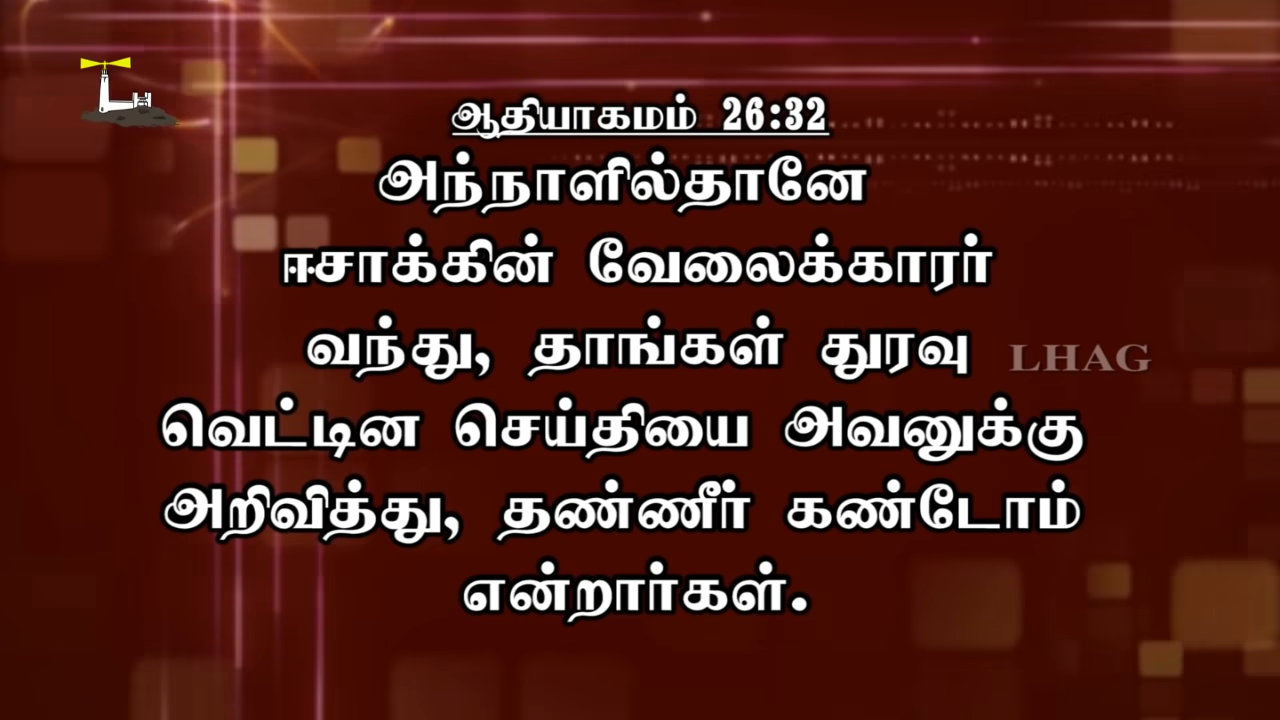 ஆதியாகமம் 26:32
அந்நாளில்தானே
ஈசாக்கின் வேலைக்காரர்
வந்து, தாங்கள் துரவு
LHAG
வெட்டின செய்தியை அவனுக்கு
அறிவித்து, தண்ணீர் கண்டோம்
என்றார்கள்.